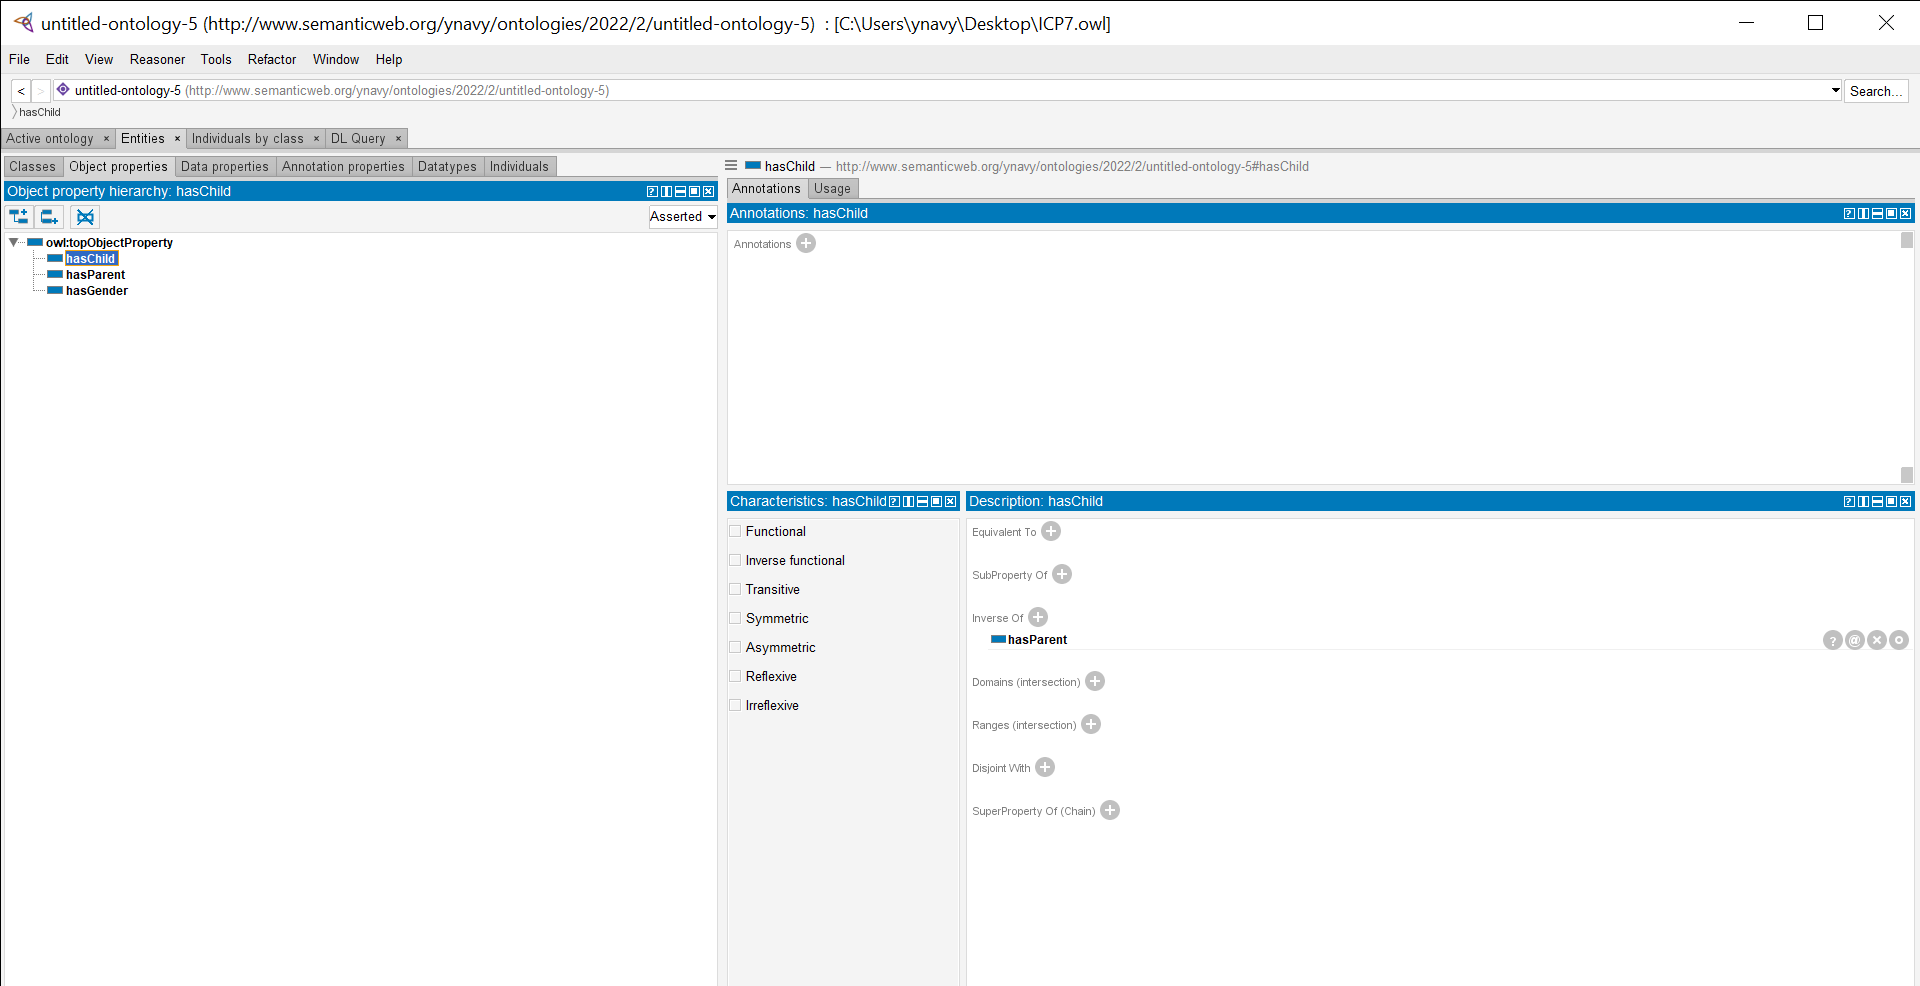 untitled-ontology-5 (http://www.semanticweb.org/ynavy/ontologies/2022/2/untitled-ontology-5) : [C:\Users\ynavy\Desktop\ICP7.owl]
File Edit View Reasoner Tools Refactor Window Help
< > untitled-ontology-5 (http://www.semanticweb.org/ynavy/ontologies/2022/2/untitled-ontology-5) Search...
hasChild
Active ontology × Entities × Individuals by class × DL Query ×
Classes Object properties Data properties Annotation properties Datatypes Individuals
Object property hierarchy: hasChild
Asserted
owl:topObjectProperty
hasChild
hasParent
hasGender
hasChild — http://www.semanticweb.org/ynavy/ontologies/2022/2/untitled-ontology-5#hasChild
Annotations Usage
Annotations: hasChild
Annotations
Characteristics: hasChild
Functional
Inverse functional
Transitive
Symmetric
Asymmetric
Reflexive
Irreflexive
Description: hasChild
Equivalent To
SubProperty Of
Inverse Of
hasParent
Domains (intersection)
Ranges (intersection)
Disjoint With
SuperProperty Of (Chain)